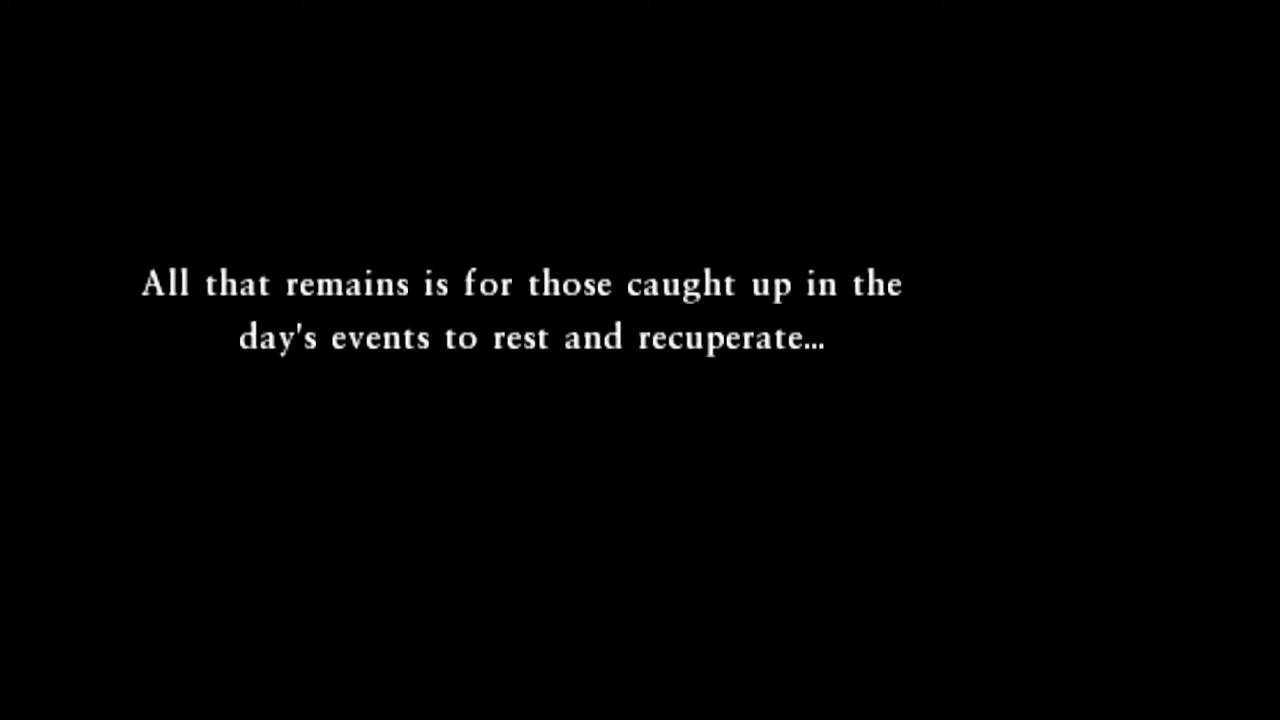 All that remains is for those caught up in the
day's events to rest and recuperate...